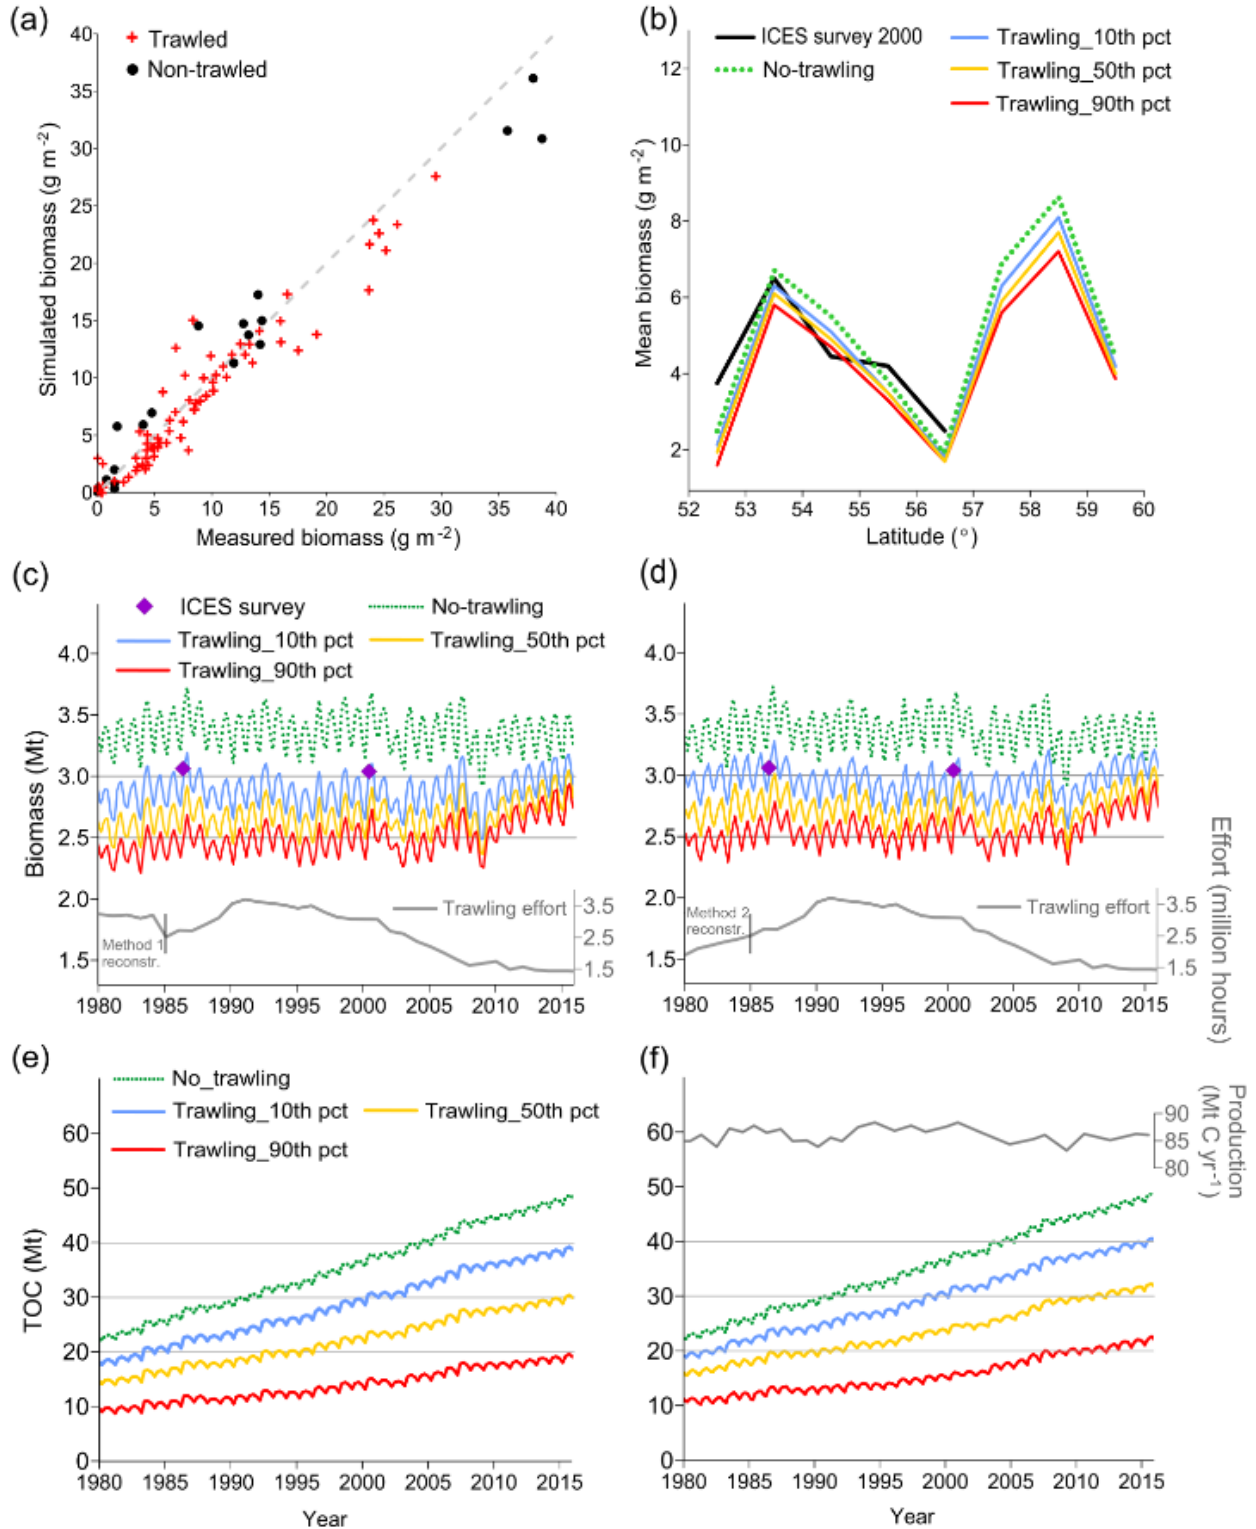 (a)
40
35
30
25
20
15
10
5
0
Simulated biomass (g m-2)
Trawled
Non-trawled
0 5 10 15 20 25 30 35 40
Measured biomass (g m-2)
(b)
ICES survey 2000
No-trawling
Trawling_10th pct
Trawling_50th pct
Trawling_90th pct
12
10
8
6
4
2
Mean biomass (g m-2)
52 53 54 55 56 57 58 59 60
Latitude (°)
(c)
ICES survey No-trawling
Trawling_10th pct Trawling_50th pct
Trawling_90th pct
4.0
3.5
3.0
2.5
2.0
1.5
Biomass (Mt)
Trawling effort
Method 1
reconstr.
3.5
2.5
1.5
1980 1985 1990 1995 2000 2005 2010 2015
(d)
4.0
3.5
3.0
2.5
2.0
1.5
Trawling effort
Method 2
reconstr.
3.5
2.5
1.5
Effort (million hours)
1980 1985 1990 1995 2000 2005 2010 2015
(e)
No_trawling
Trawling_10th pct Trawling_50th pct
Trawling_90th pct
60
50
40
30
20
10
0
TOC (Mt)
1980 1985 1990 1995 2000 2005 2010 2015
Year
(f)
90
85
80
Production
(Mt C yr-1)
60
50
40
30
20
10
0
1980 1985 1990 1995 2000 2005 2010 2015
Year